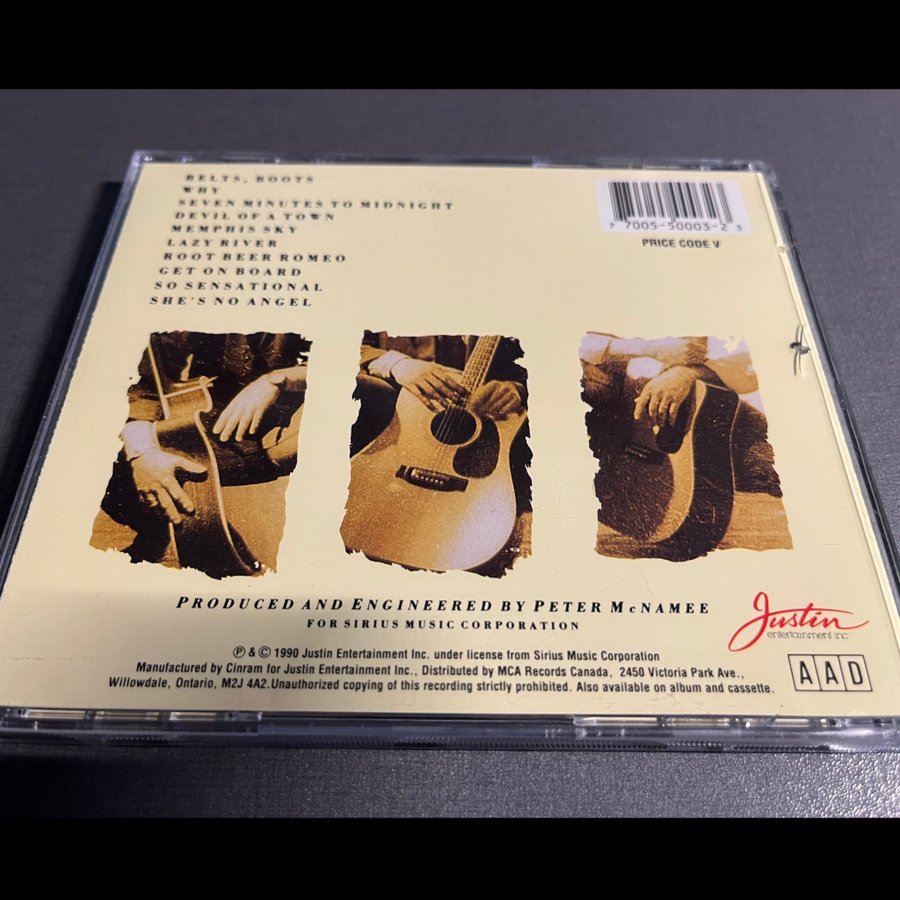 BELTS, BOOTS
WHY
SEVEN MINUTES TO MIDNIGHT
DEVIL OF A TOWN
MEMPHIS SKY
LAZY RIVER
ROOT BEER ROMEO
GET ON BOARD
SO SENSATIONAL
SHE'S NO ANGEL
7 7005-50003-2 3
PRICE CODE V
PRODUCED AND ENGINEERED BY PETER MCNAMEE
FOR SIRIUS MUSIC CORPORATION
Justin
entertainment inc
℗ & © 1990 Justin Entertainment Inc. under license from Sirius Music Corporation
Manufactured by Cinram for Justin Entertainment Inc., Distributed by MCA Records Canada, 2450 Victoria Park Ave.,
Willowdale, Ontario, M2J 4A2.Unauthorized copying of this recording strictly prohibited. Also available on album and cassette.
AAD